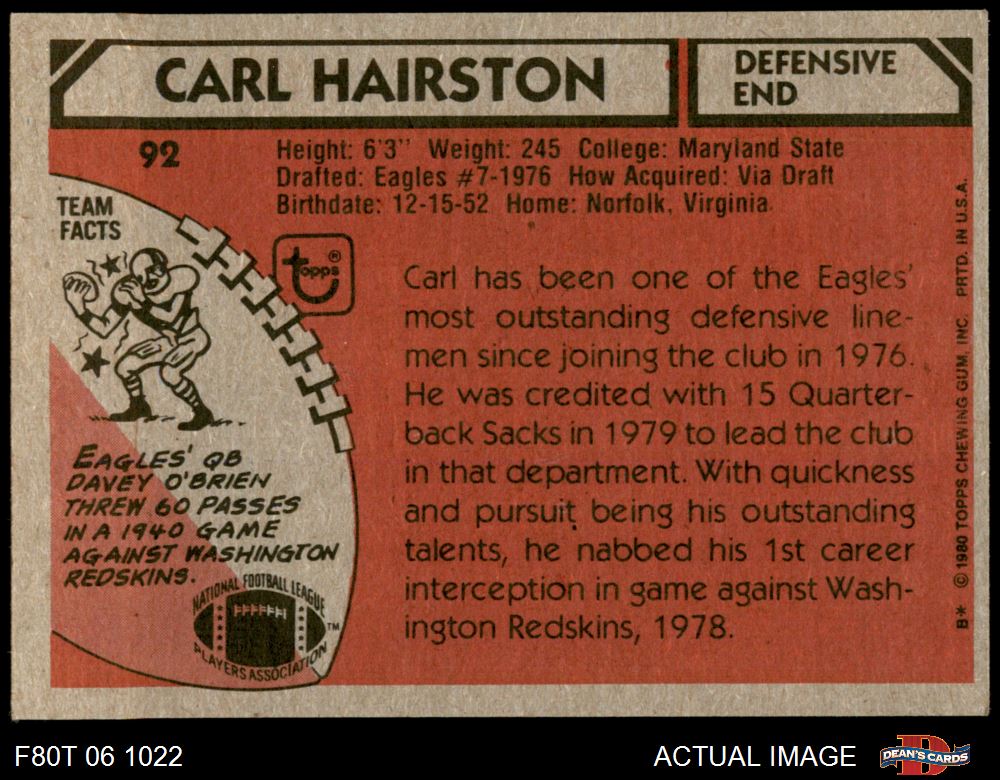 CARL HAIRSTON
DEFENSIVE
END
92
Height: 6'3" Weight: 245 College: Maryland State
Drafted: Eagles #7-1976 How Acquired: Via Draft
Birthdate: 12-15-52 Home: Norfolk, Virginia
TEAM
FACTS
topps®
Carl has been one of the Eagles'
most outstanding defensive line-
men since joining the club in 1976.
He was credited with 15 Quarter-
back Sacks in 1979 to lead the club
in that department. With quickness
and pursuit being his outstanding
talents, he nabbed his 1st career
interception in game against Wash-
ington Redskins, 1978.
EAGLES' QB
DAVEY O'BRIEN
THREW 60 PASSES
IN A 1940 GAME
AGAINST WASHINGTON
REDSKINS.
NATIONAL FOOTBALL LEAGUE
PLAYERS ASSOCIATION
TM
B* © 1980 TOPPS CHEWING GUM, INC. PRTD. IN U.S.A.
F80T 06 1022
ACTUAL IMAGE
D
DEAN'S CARDS